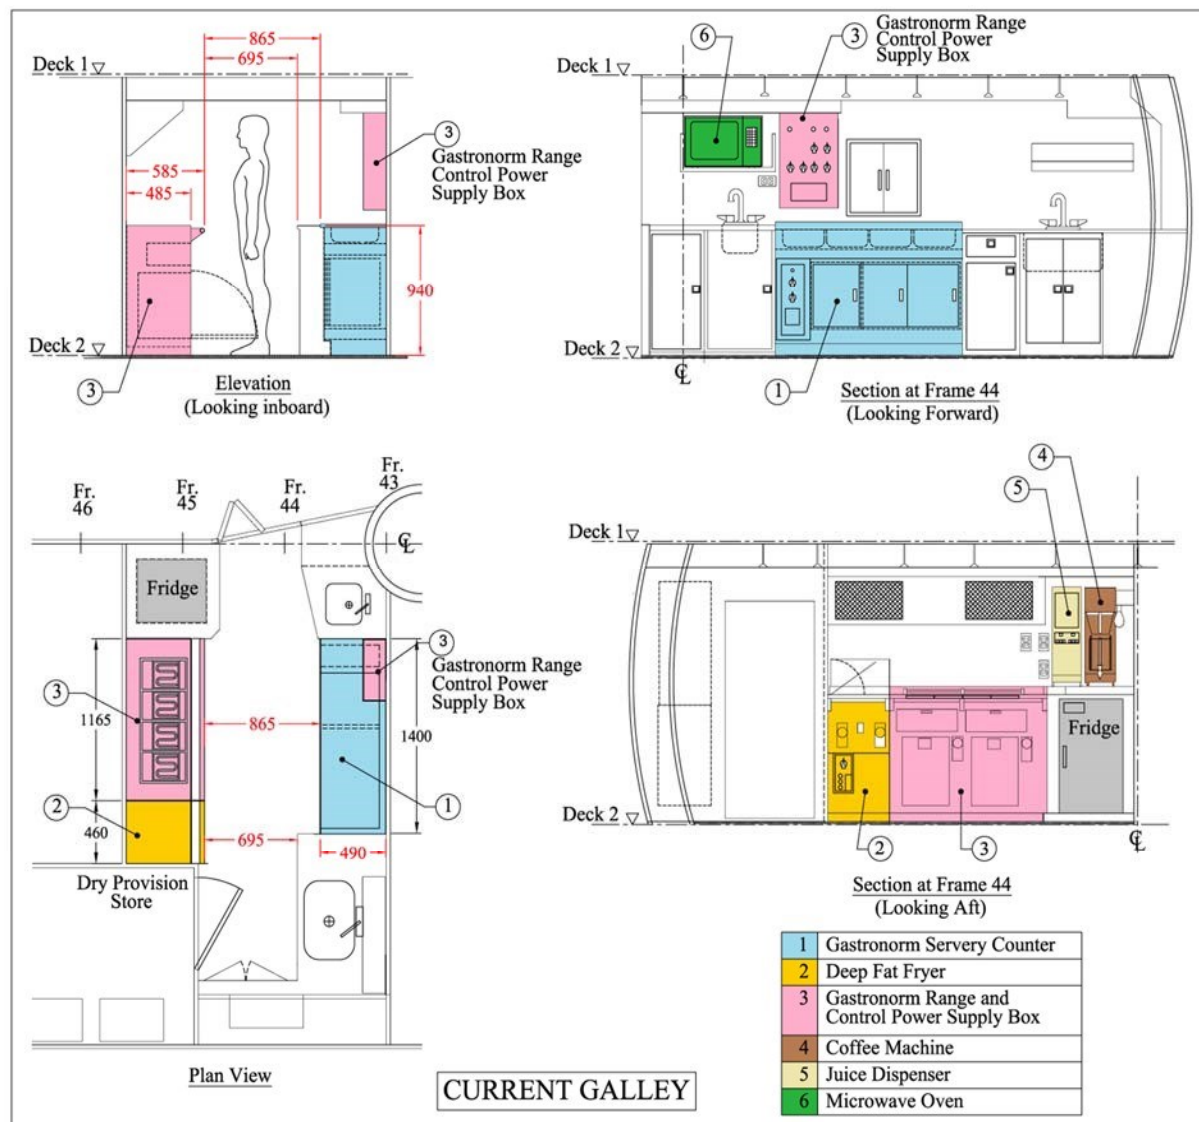 865
695
Deck 1
3
Gastronorm Range
Control Power
Supply Box
585
485
940
Deck 2
3
Elevation
(Looking inboard)
6
3
Gastronorm Range
Control Power
Supply Box
Deck 1
Deck 2
℄
1
Section at Frame 44
(Looking Forward)
Fr.
46
Fr.
45
Fr.
44
Fr.
43
℄
Fridge
3
Gastronorm Range
Control Power
Supply Box
3
1165
865
1400
2
1
460
695
490
Dry Provision
Store
Plan View
4
5
Deck 1
Fridge
Deck 2
2
3
℄
Section at Frame 44
(Looking Aft)
1 Gastronorm Servery Counter
2 Deep Fat Fryer
3 Gastronorm Range and
Control Power Supply Box
4 Coffee Machine
5 Juice Dispenser
6 Microwave Oven
CURRENT GALLEY